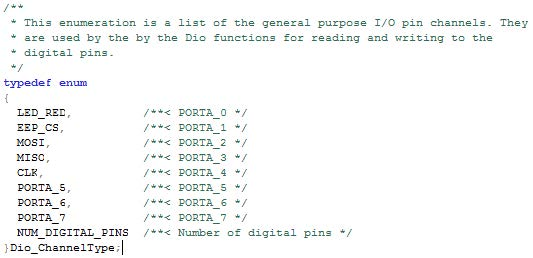 /**
 * This enumeration is a list of the general purpose I/O pin channels. They
 * are used by the by the Dio functions for reading and writing to the
 * digital pins.
 */
typedef enum
{
  LED_RED,          /**< PORTA_0 */
  EEP_CS,           /**< PORTA_1 */
  MOSI,             /**< PORTA_2 */
  MISO,             /**< PORTA_3 */
  CLK,              /**< PORTA_4 */
  PORTA_5,          /**< PORTA_5 */
  PORTA_6,          /**< PORTA_6 */
  PORTA_7           /**< PORTA_7 */
  NUM_DIGITAL_PINS  /**< Number of digital pins */
}Dio_ChannelType;